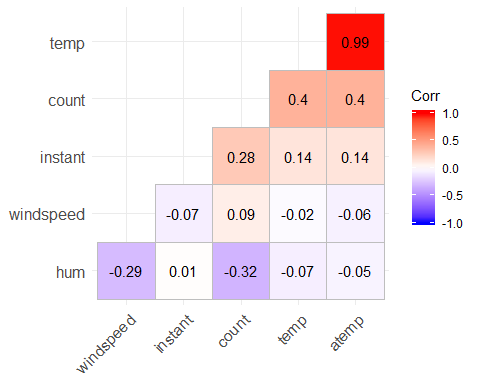 temp 0.99
count 0.4 0.4
instant 0.28 0.14 0.14
windspeed -0.07 0.09 -0.02 -0.06
hum -0.29 0.01 -0.32 -0.07 -0.05
windspeed instant count temp atemp
Corr
1.0
0.5
0.0
-0.5
-1.0